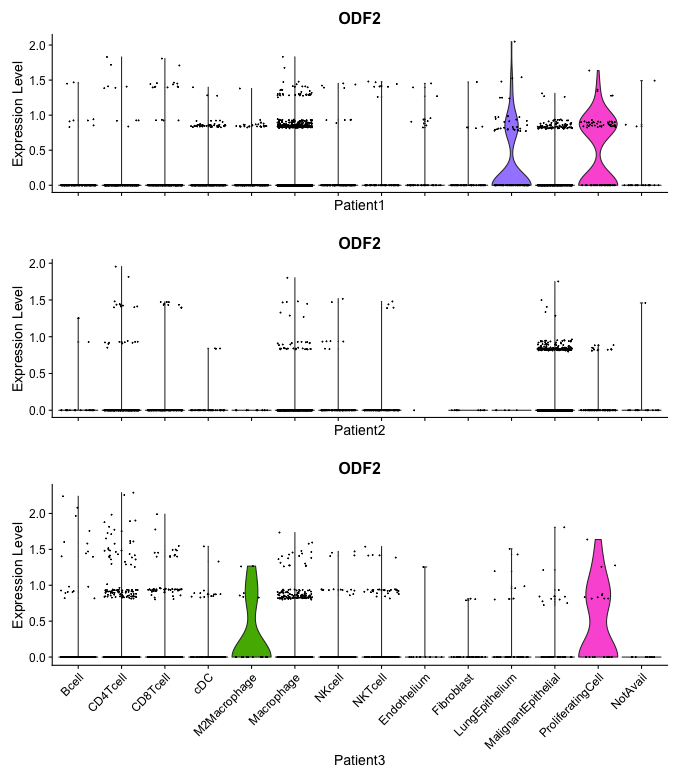 ODF2
Expression Level
2.0
1.5
1.0
0.5
0.0
Patient1
ODF2
Expression Level
2.0
1.5
1.0
0.5
0.0
Patient2
ODF2
Expression Level
2.0
1.5
1.0
0.5
0.0
Bcell
CD4Tcell
CD8Tcell
cDC
M2Macrophage
Macrophage
NKcell
NKTcell
Endothelium
Fibroblast
LungEpithelium
MalignantEpithelial
ProliferatingCell
NotAvail
Patient3